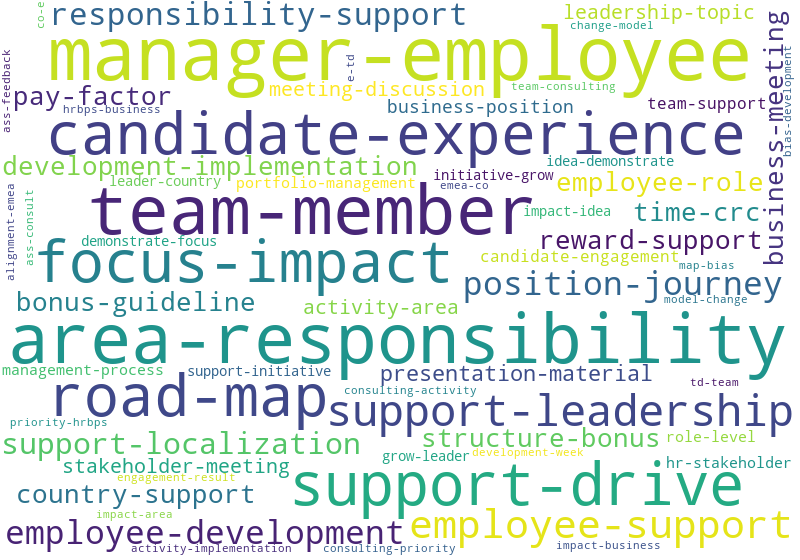 co-e
responsibility-support
leadership-topic
change-model
manager-employee
business-meeting
bias-development
ass-feedback
e-td
team-consulting
pay-factor
meeting-discussion
hrbps-business
business-position
team-support
candidate-experience
development-implementation
idea-demonstrate
leader-country
portfolio-management
initiative-grow
emea-co
employee-role
alignment-emea
ass-consult
team-member
impact-idea
time-crc
demonstrate-focus
reward-support
focus-impact
candidate-engagement
map-bias
position-journey
bonus-guideline
activity-area
model-change
area-responsibility
management-process
support-initiative
presentation-material
td-team
road-map
consulting-activity
support-leadership
priority-hrbps
support-localization
structure-bonus
role-level
stakeholder-meeting
grow-leader
development-week
hr-stakeholder
engagement-result
country-support
support-drive
impact-area
employee-development
employee-support
activity-implementation
consulting-priority
impact-business